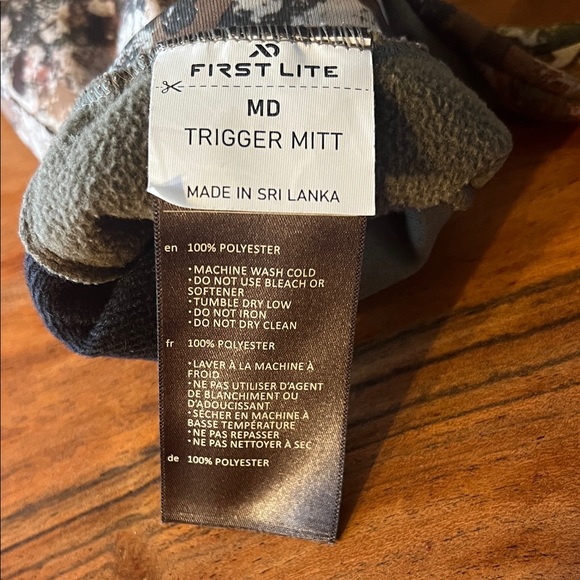 FIRST LITE
MD
TRIGGER MITT
MADE IN SRI LANKA
en 100% POLYESTER
•MACHINE WASH COLD
•DO NOT USE BLEACH OR
SOFTENER
•TUMBLE DRY LOW
•DO NOT IRON
•DO NOT DRY CLEAN
fr 100% POLYESTER
•LAVER À LA MACHINE À
FROID
•NE PAS UTILISER D'AGENT
DE BLANCHIMENT OU
D'ADOUCISSANT
•SÉCHER EN MACHINE À
BASSE TEMPÉRATURE
•NE PAS REPASSER
•NE PAS NETTOYER À SEC
de 100% POLYESTER